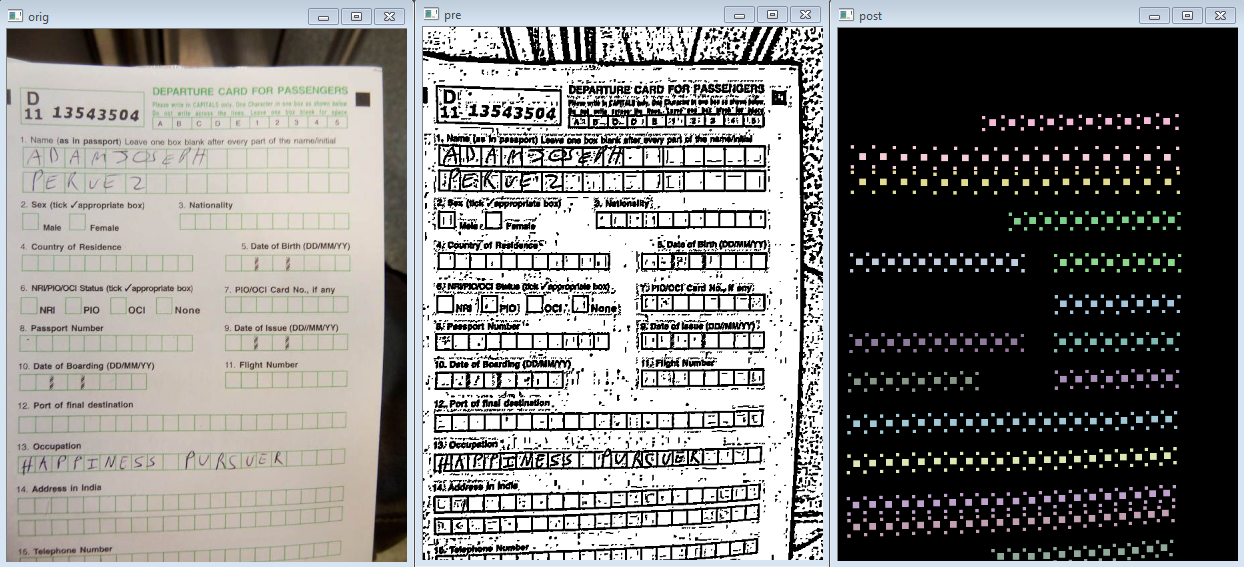 orig
D
11 13543504
DEPARTURE CARD FOR PASSENGERS
Please write in CAPITALS only. One Character in one box as shown below
Do not write across the lines. Leave one box blank for space
A B C D E 1 2 3 4 5
1. Name (as in passport) Leave one box blank after every part of the name/initial
ADAMJOSEPH
PERVEZ
2. Sex (tick ✓appropriate box) 3. Nationality
Male Female
4. Country of Residence 5. Date of Birth (DD/MM/YY)
6. NRI/PIO/OCI Status (tick ✓appropriate box) 7. PIO/OCI Card No., if any
NRI PIO OCI None
8. Passport Number 9. Date of Issue (DD/MM/YY)
10. Date of Boarding (DD/MM/YY) 11. Flight Number
12. Port of final destination
13. Occupation
HAPPINESS PURSUER
14. Address in India
15. Telephone Number
pre
D
11 13543504
DEPARTURE CARD FOR PASSENGERS
1. Name (as in passport) Leave one box blank after every part of the name/initial
ADAMJOSEPH
PERVEZ
2. Sex (tick ✓appropriate box) 3. Nationality
Male Female
4. Country of Residence 5. Date of Birth (DD/MM/YY)
6. NRI/PIO/OCI Status (tick ✓appropriate box) 7. PIO/OCI Card No., if any
NRI PIO OCI None
8. Passport Number 9. Date of Issue (DD/MM/YY)
10. Date of Boarding (DD/MM/YY) 11. Flight Number
12. Port of final destination
13. Occupation
HAPPINESS PURSUER
14. Address in India
15. Telephone Number
post